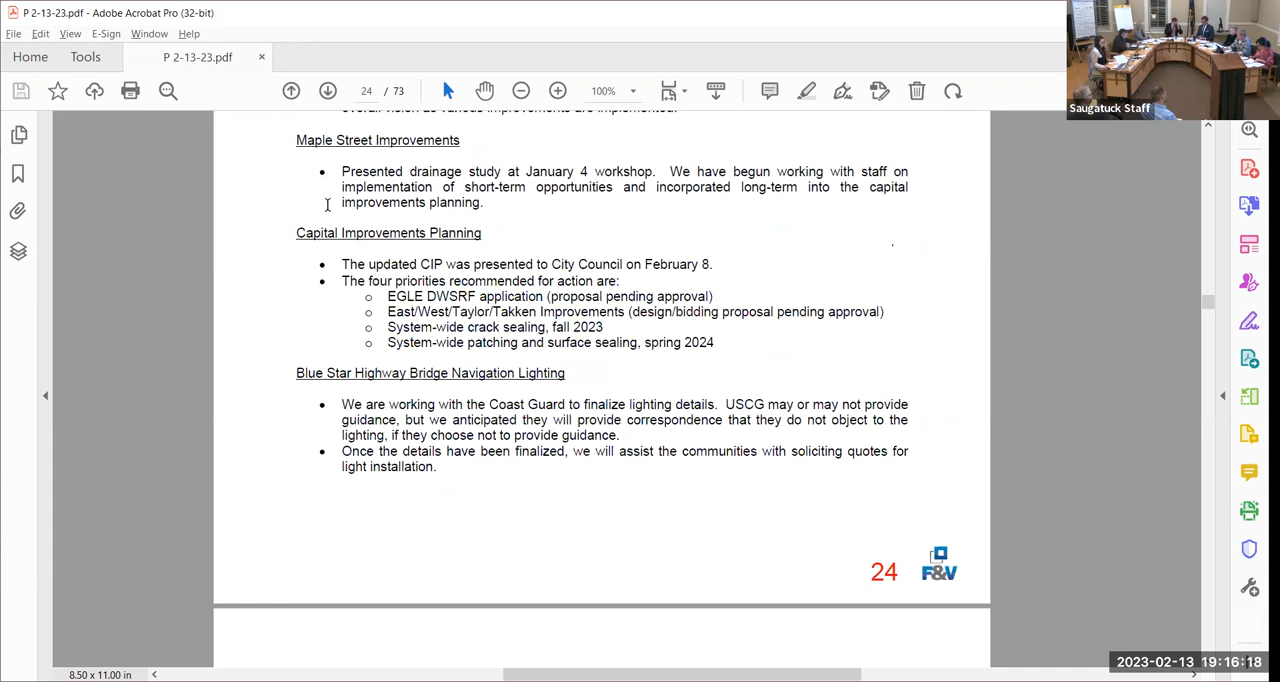 P 2-13-23.pdf - Adobe Acrobat Pro (32-bit)
File Edit View E-Sign Window Help
Home Tools P 2-13-23.pdf ×
24 / 73 100%
Saugatuck Staff
Maple Street Improvements
• Presented drainage study at January 4 workshop. We have begun working with staff on
implementation of short-term opportunities and incorporated long-term into the capital
improvements planning.
Capital Improvements Planning
• The updated CIP was presented to City Council on February 8.
• The four priorities recommended for action are:
o EGLE DWSRF application (proposal pending approval)
o East/West/Taylor/Takken Improvements (design/bidding proposal pending approval)
o System-wide crack sealing, fall 2023
o System-wide patching and surface sealing, spring 2024
Blue Star Highway Bridge Navigation Lighting
• We are working with the Coast Guard to finalize lighting details. USCG may or may not provide
guidance, but we anticipated they will provide correspondence that they do not object to the
lighting, if they choose not to provide guidance.
• Once the details have been finalized, we will assist the communities with soliciting quotes for
light installation.
24 F&V
8.50 x 11.00 in
2023-02-13 19:16:18